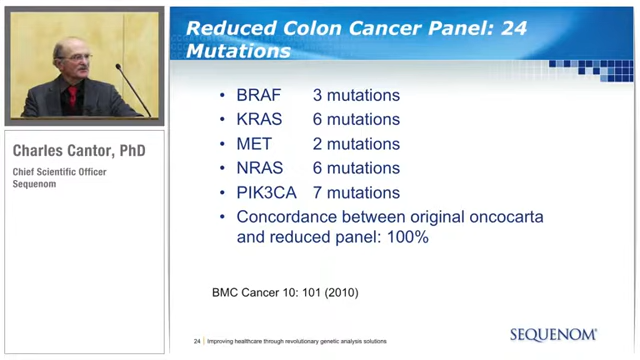 Reduced Colon Cancer Panel: 24
Mutations
SEQUENOM
Charles Cantor, PhD
Chief Scientific Officer
Sequenom
• BRAF 3 mutations
• KRAS 6 mutations
• MET 2 mutations
• NRAS 6 mutations
• PIK3CA 7 mutations
• Concordance between original oncocarta
and reduced panel: 100%
BMC Cancer 10: 101 (2010)
24 | Improving healthcare through revolutionary genetic analysis solutions
SEQUENOM®